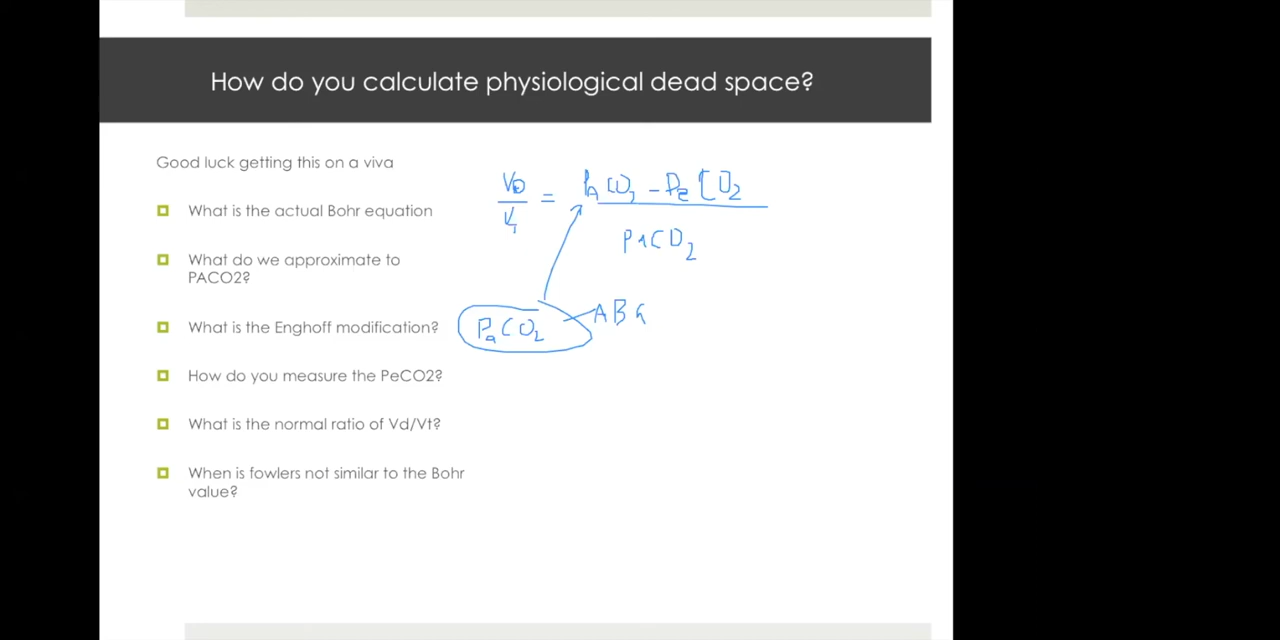 How do you calculate physiological dead space?
Good luck getting this on a viva
What is the actual Bohr equation
What do we approximate to
PACO2?
What is the Enghoff modification?
How do you measure the PeCO2?
What is the normal ratio of Vd/Vt?
When is fowlers not similar to the Bohr
value?
VD = PACO2 - PECO2
VT PACO2
PaCO2 ABG